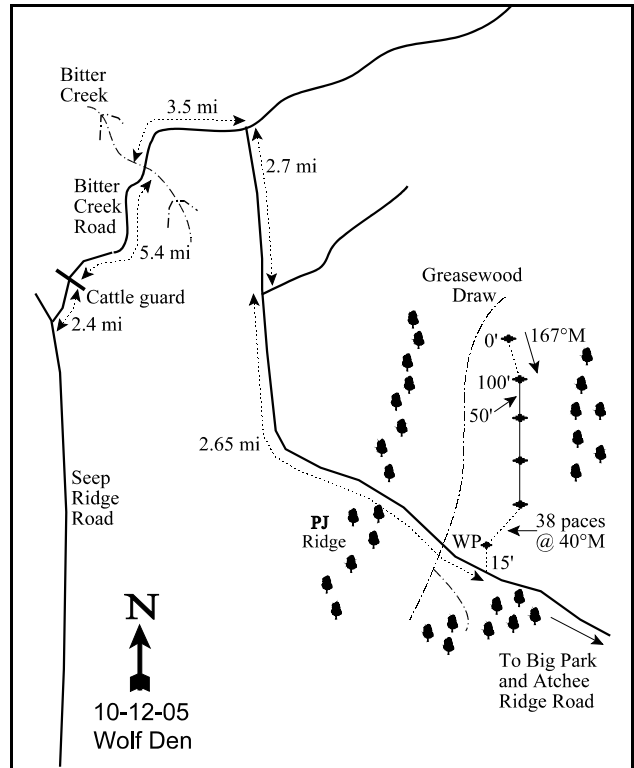 Bitter
Creek
3.5 mi
2.7 mi
Bitter
Creek
Road
5.4 mi
Cattle guard
2.4 mi
Greasewood
Draw
0'
167°M
100'
50'
2.65 mi
Seep
Ridge
Road
PJ
Ridge
38 paces
@ 40°M
WP
15'
N
10-12-05
Wolf Den
To Big Park
and Atchee
Ridge Road